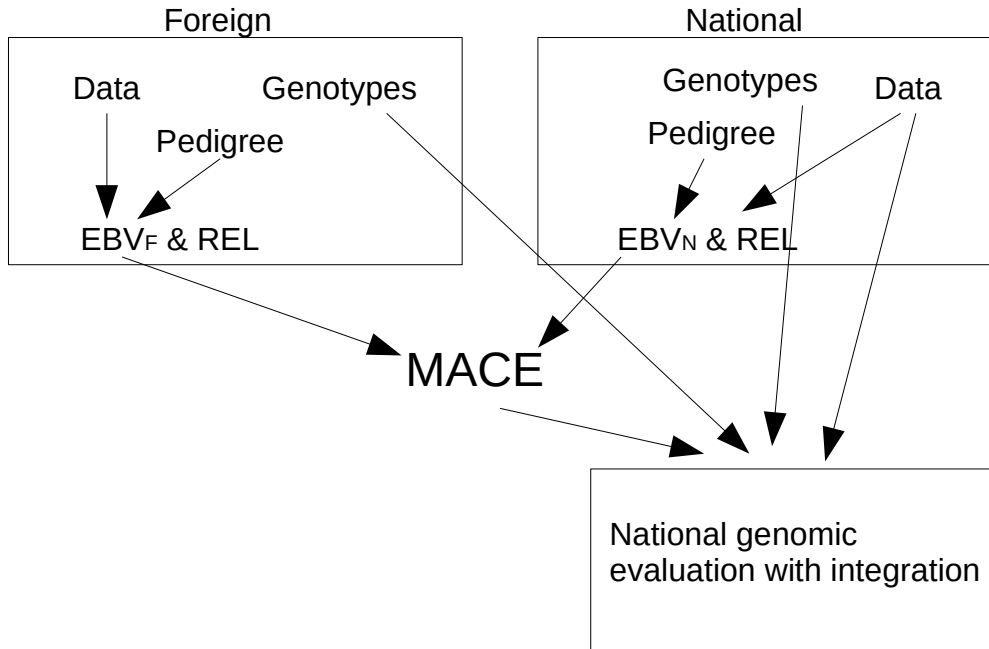 Foreign
National
Data
Genotypes
Pedigree
EBVF & REL
Genotypes
Data
Pedigree
EBVN & REL
MACE
National genomic
evaluation with integration